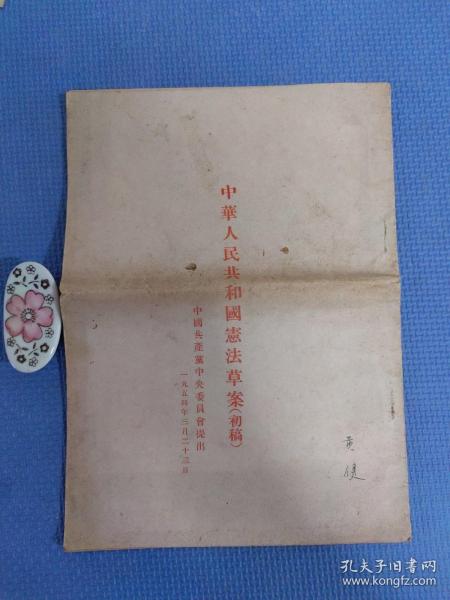 中華人民共和國憲法草案(初稿)
中國共產黨中央委員會提出
一九五四年三月二十三日
黄
孔夫子旧书网
www.kongfz.com